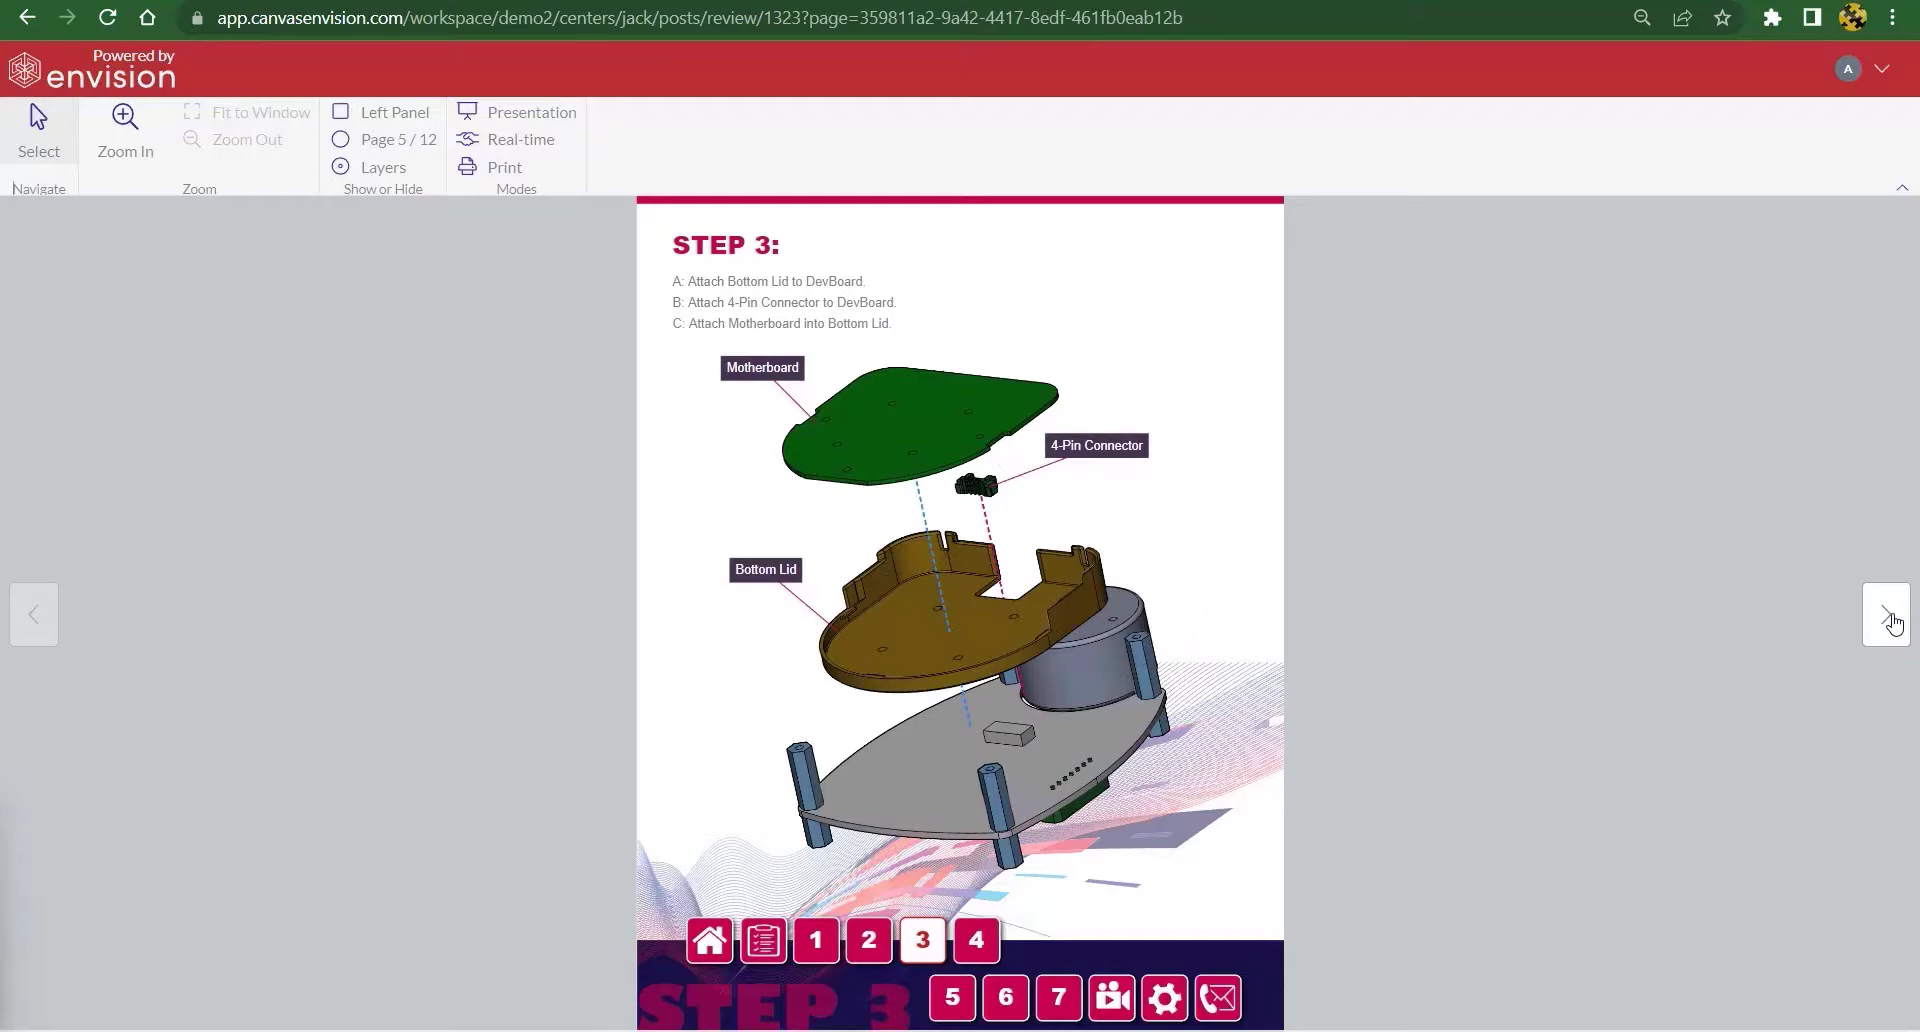 app.canvasenvision.com/workspace/demo2/centers/jack/posts/review/1323?page=359811a2-9a42-4417-8edf-461fb0eab12b
Powered by
envision
A
Select
Zoom In
Fit to Window
Zoom Out
Left Panel
Page 5 / 12
Layers
Presentation
Real-time
Print
Navigate
Zoom
Show or Hide
Modes
STEP 3:
A: Attach Bottom Lid to DevBoard.
B: Attach 4-Pin Connector to DevBoard.
C: Attach Motherboard into Bottom Lid.
Motherboard
4-Pin Connector
Bottom Lid
1
2
3
4
STEP 3
5
6
7